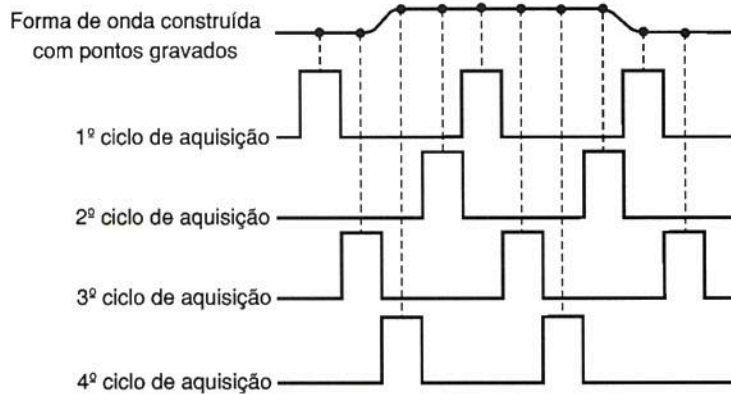 Forma de onda construída
com pontos gravados
1º ciclo de aquisição
2º ciclo de aquisição
3º ciclo de aquisição
4º ciclo de aquisição